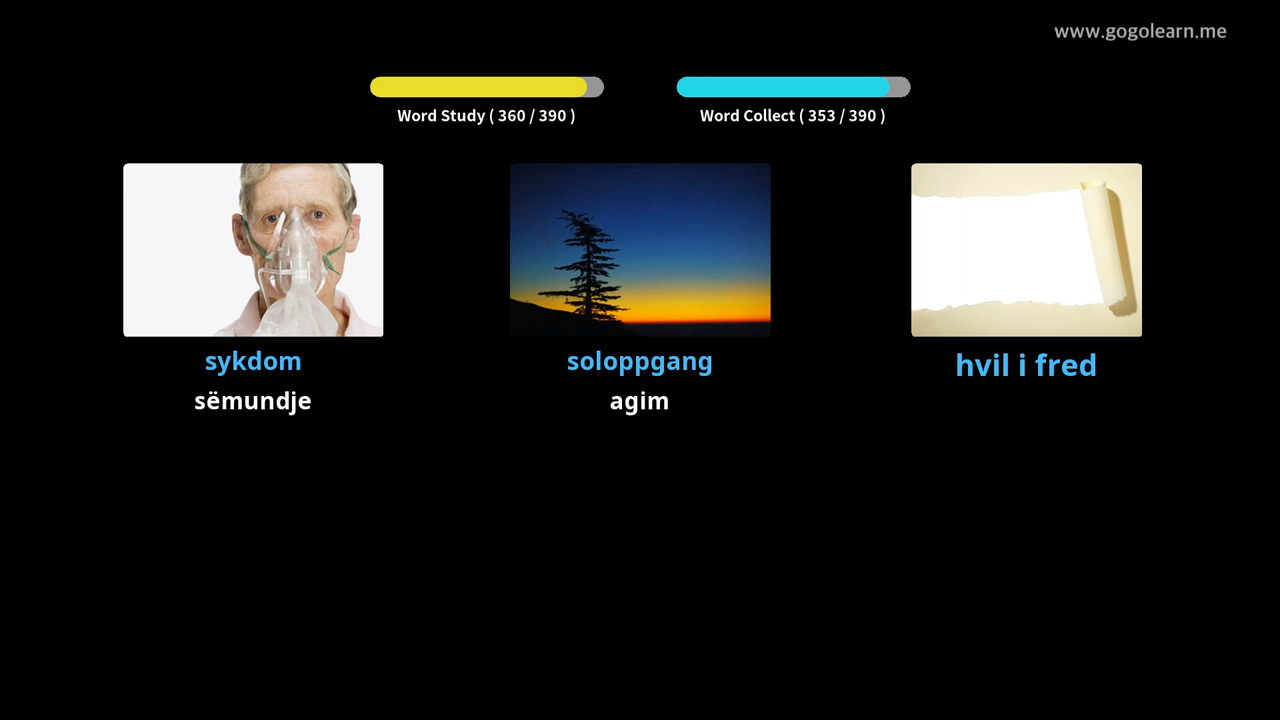 www.gogolearn.me
Word Study ( 360 / 390 )
Word Collect ( 353 / 390 )
sykdom
sëmundje
soloppgang
agim
hvil i fred